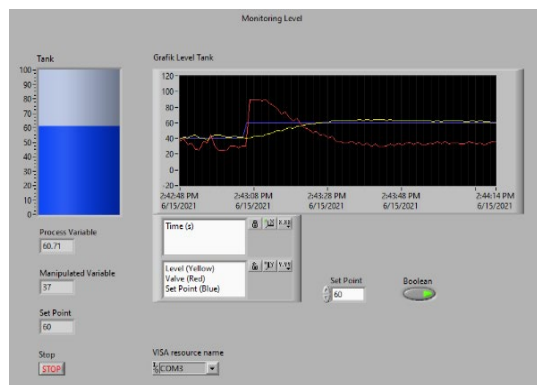 Monitoring Level
Tank
100
90
80
70
60
50
40
30
20
10
0
Grafik Level Tank
120
100
80
60
40
20
0
-20
2:42:48 PM 2:43:08 PM 2:43:28 PM 2:43:48 PM 2:44:14 PM
6/15/2021 6/15/2021 6/15/2021 6/15/2021 6/15/2021
Time (s)
Level (Yellow)
Valve (Red)
Set Point (Blue)
Process Variable
60.71
Manipulated Variable
37
Set Point
60
Set Point
60
Boolean
Stop
STOP
VISA resource name
COM3